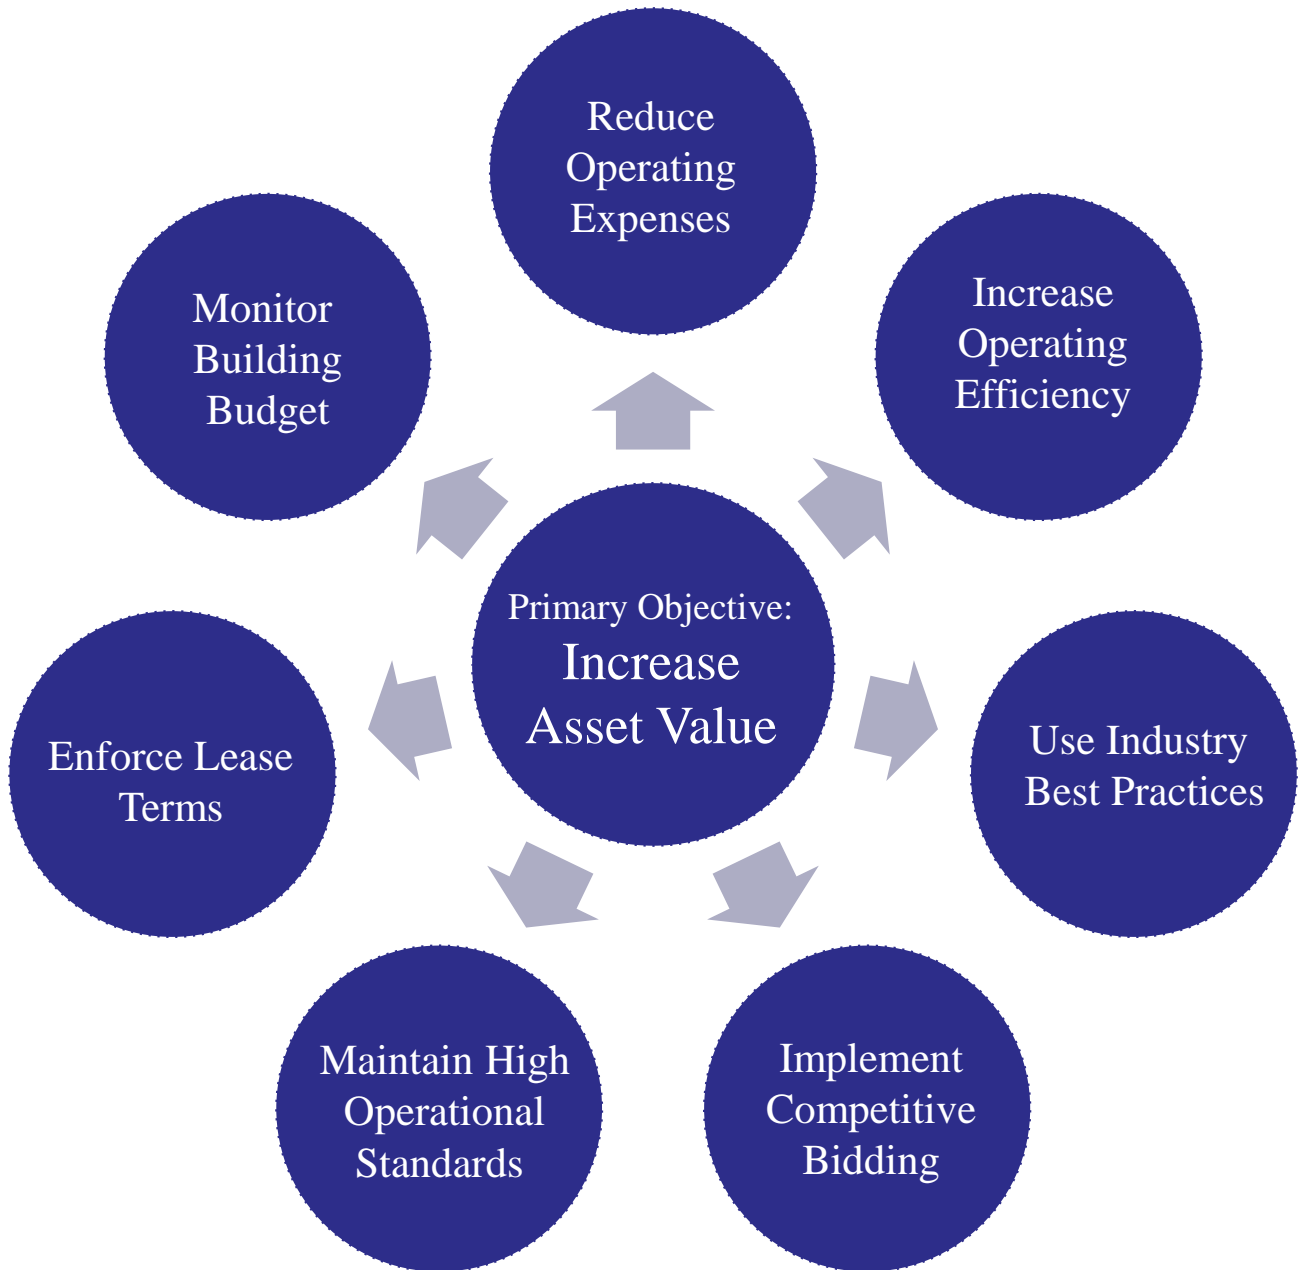 Reduce
Operating
Expenses
Increase
Operating
Efficiency
Use Industry
Best Practices
Implement
Competitive
Bidding
Maintain High
Operational
Standards
Enforce Lease
Terms
Monitor
Building
Budget
Primary Objective:
Increase
Asset Value